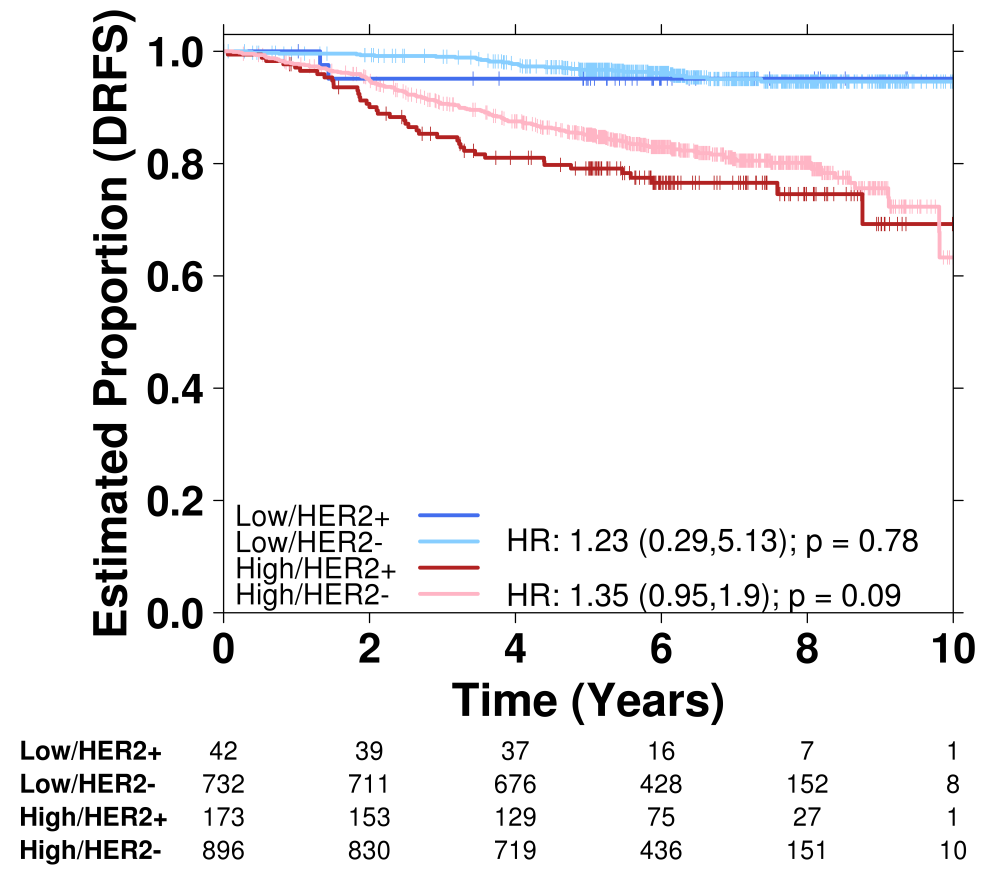 Estimated Proportion (DRFS)
1.0
0.8
0.6
0.4
0.2
0.0
Low/HER2+
Low/HER2-
High/HER2+
High/HER2-
HR: 1.23 (0.29,5.13); p = 0.78
HR: 1.35 (0.95,1.9); p = 0.09
0 2 4 6 8 10
Time (Years)
Low/HER2+ 42 39 37 16 7 1
Low/HER2- 732 711 676 428 152 8
High/HER2+ 173 153 129 75 27 1
High/HER2- 896 830 719 436 151 10